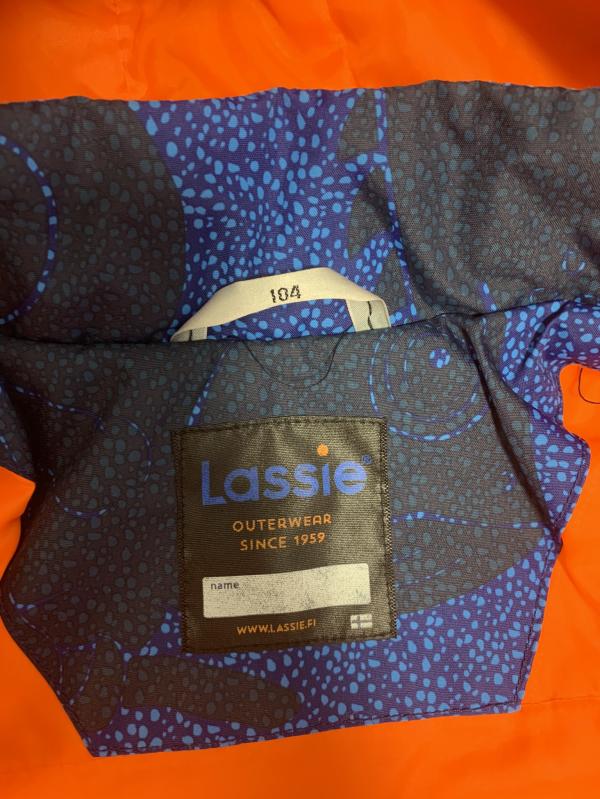 104
Lassie®
OUTERWEAR
SINCE 1959
name
WWW.LASSIE.FI